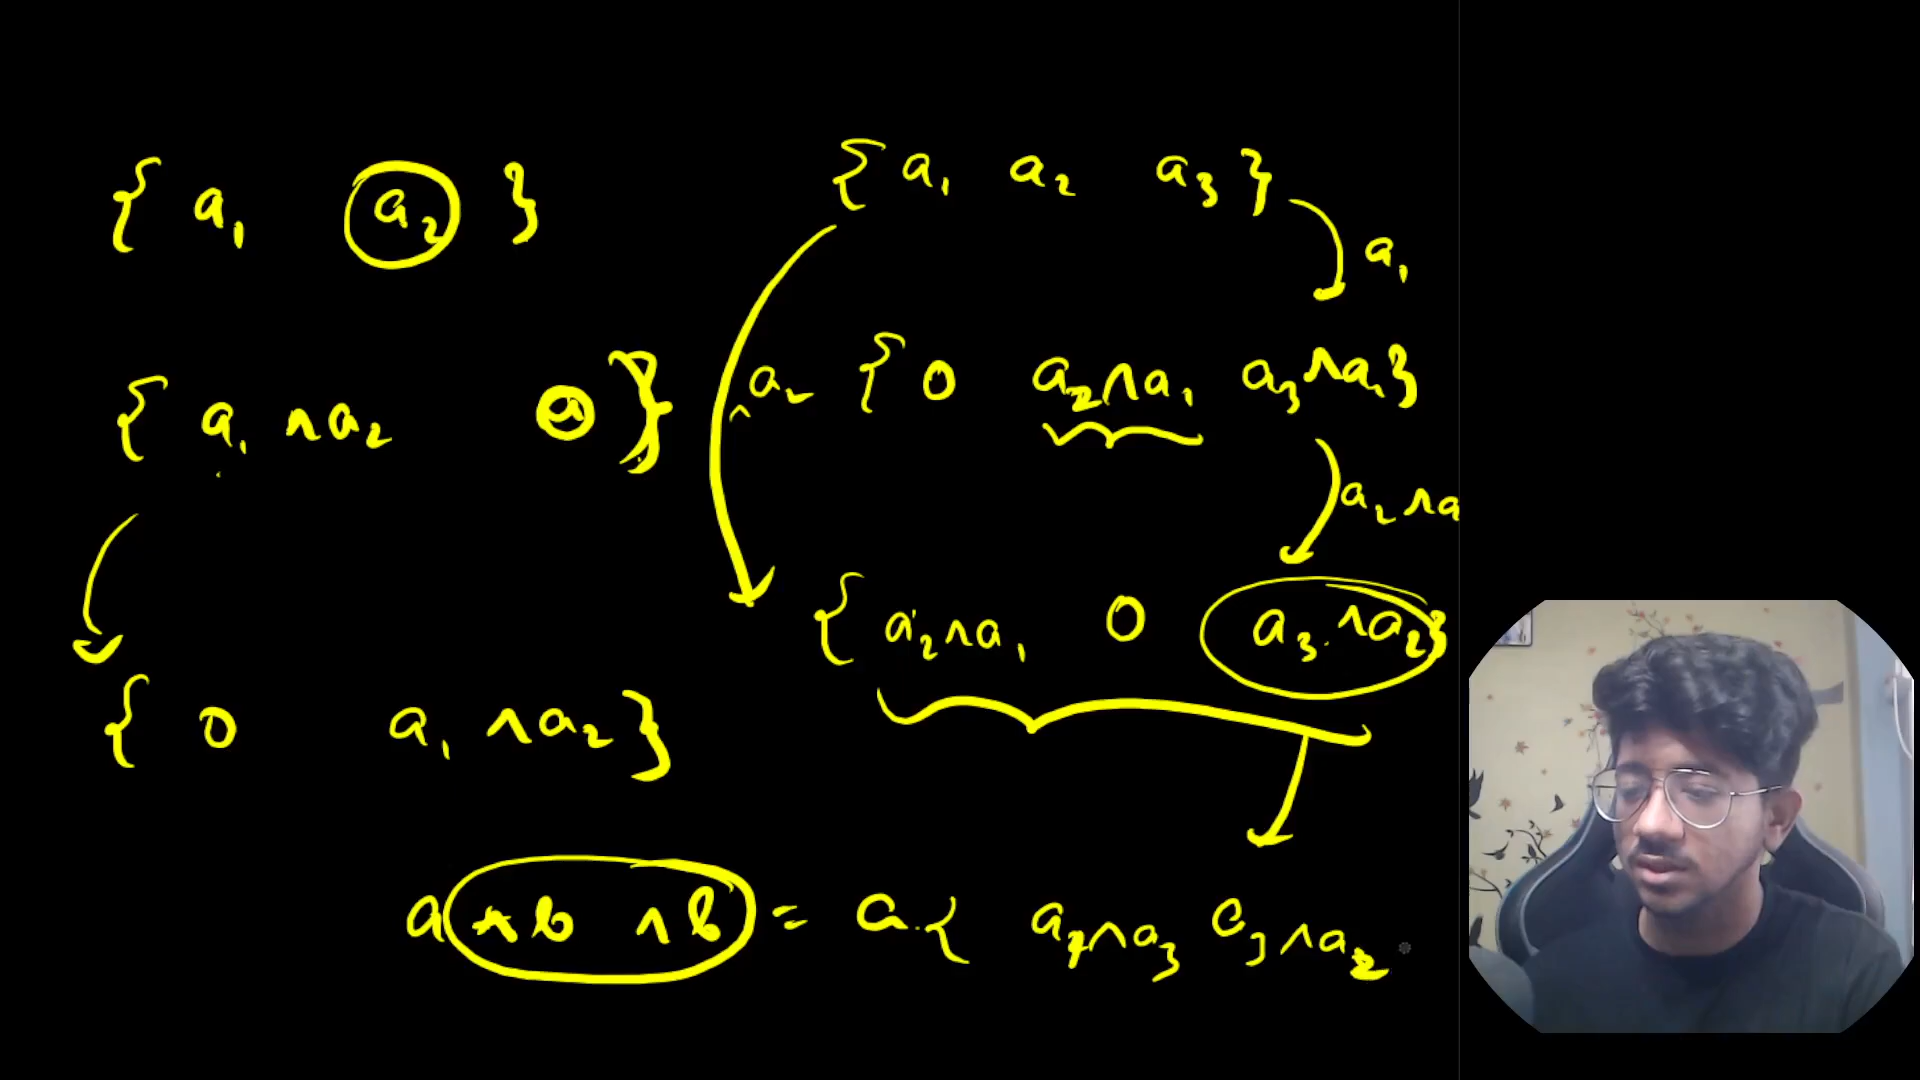 { a₁ a₂ }
{ a₁ ∧ a₂ }
{ 0 a₁ ∧ a₂ }
{ a₁ a₂ a₃ }
a₁
∧ a₂
{ 0 a₂ ∧ a₁ a₃ ∧ a₁ }
a₂ ∧ a
{ a₂ ∧ a₁ 0 a₃ ∧ a₂ }
a ∧ b ∧ b = a
{ a₂ ∧ a₃ a₃ ∧ a₂